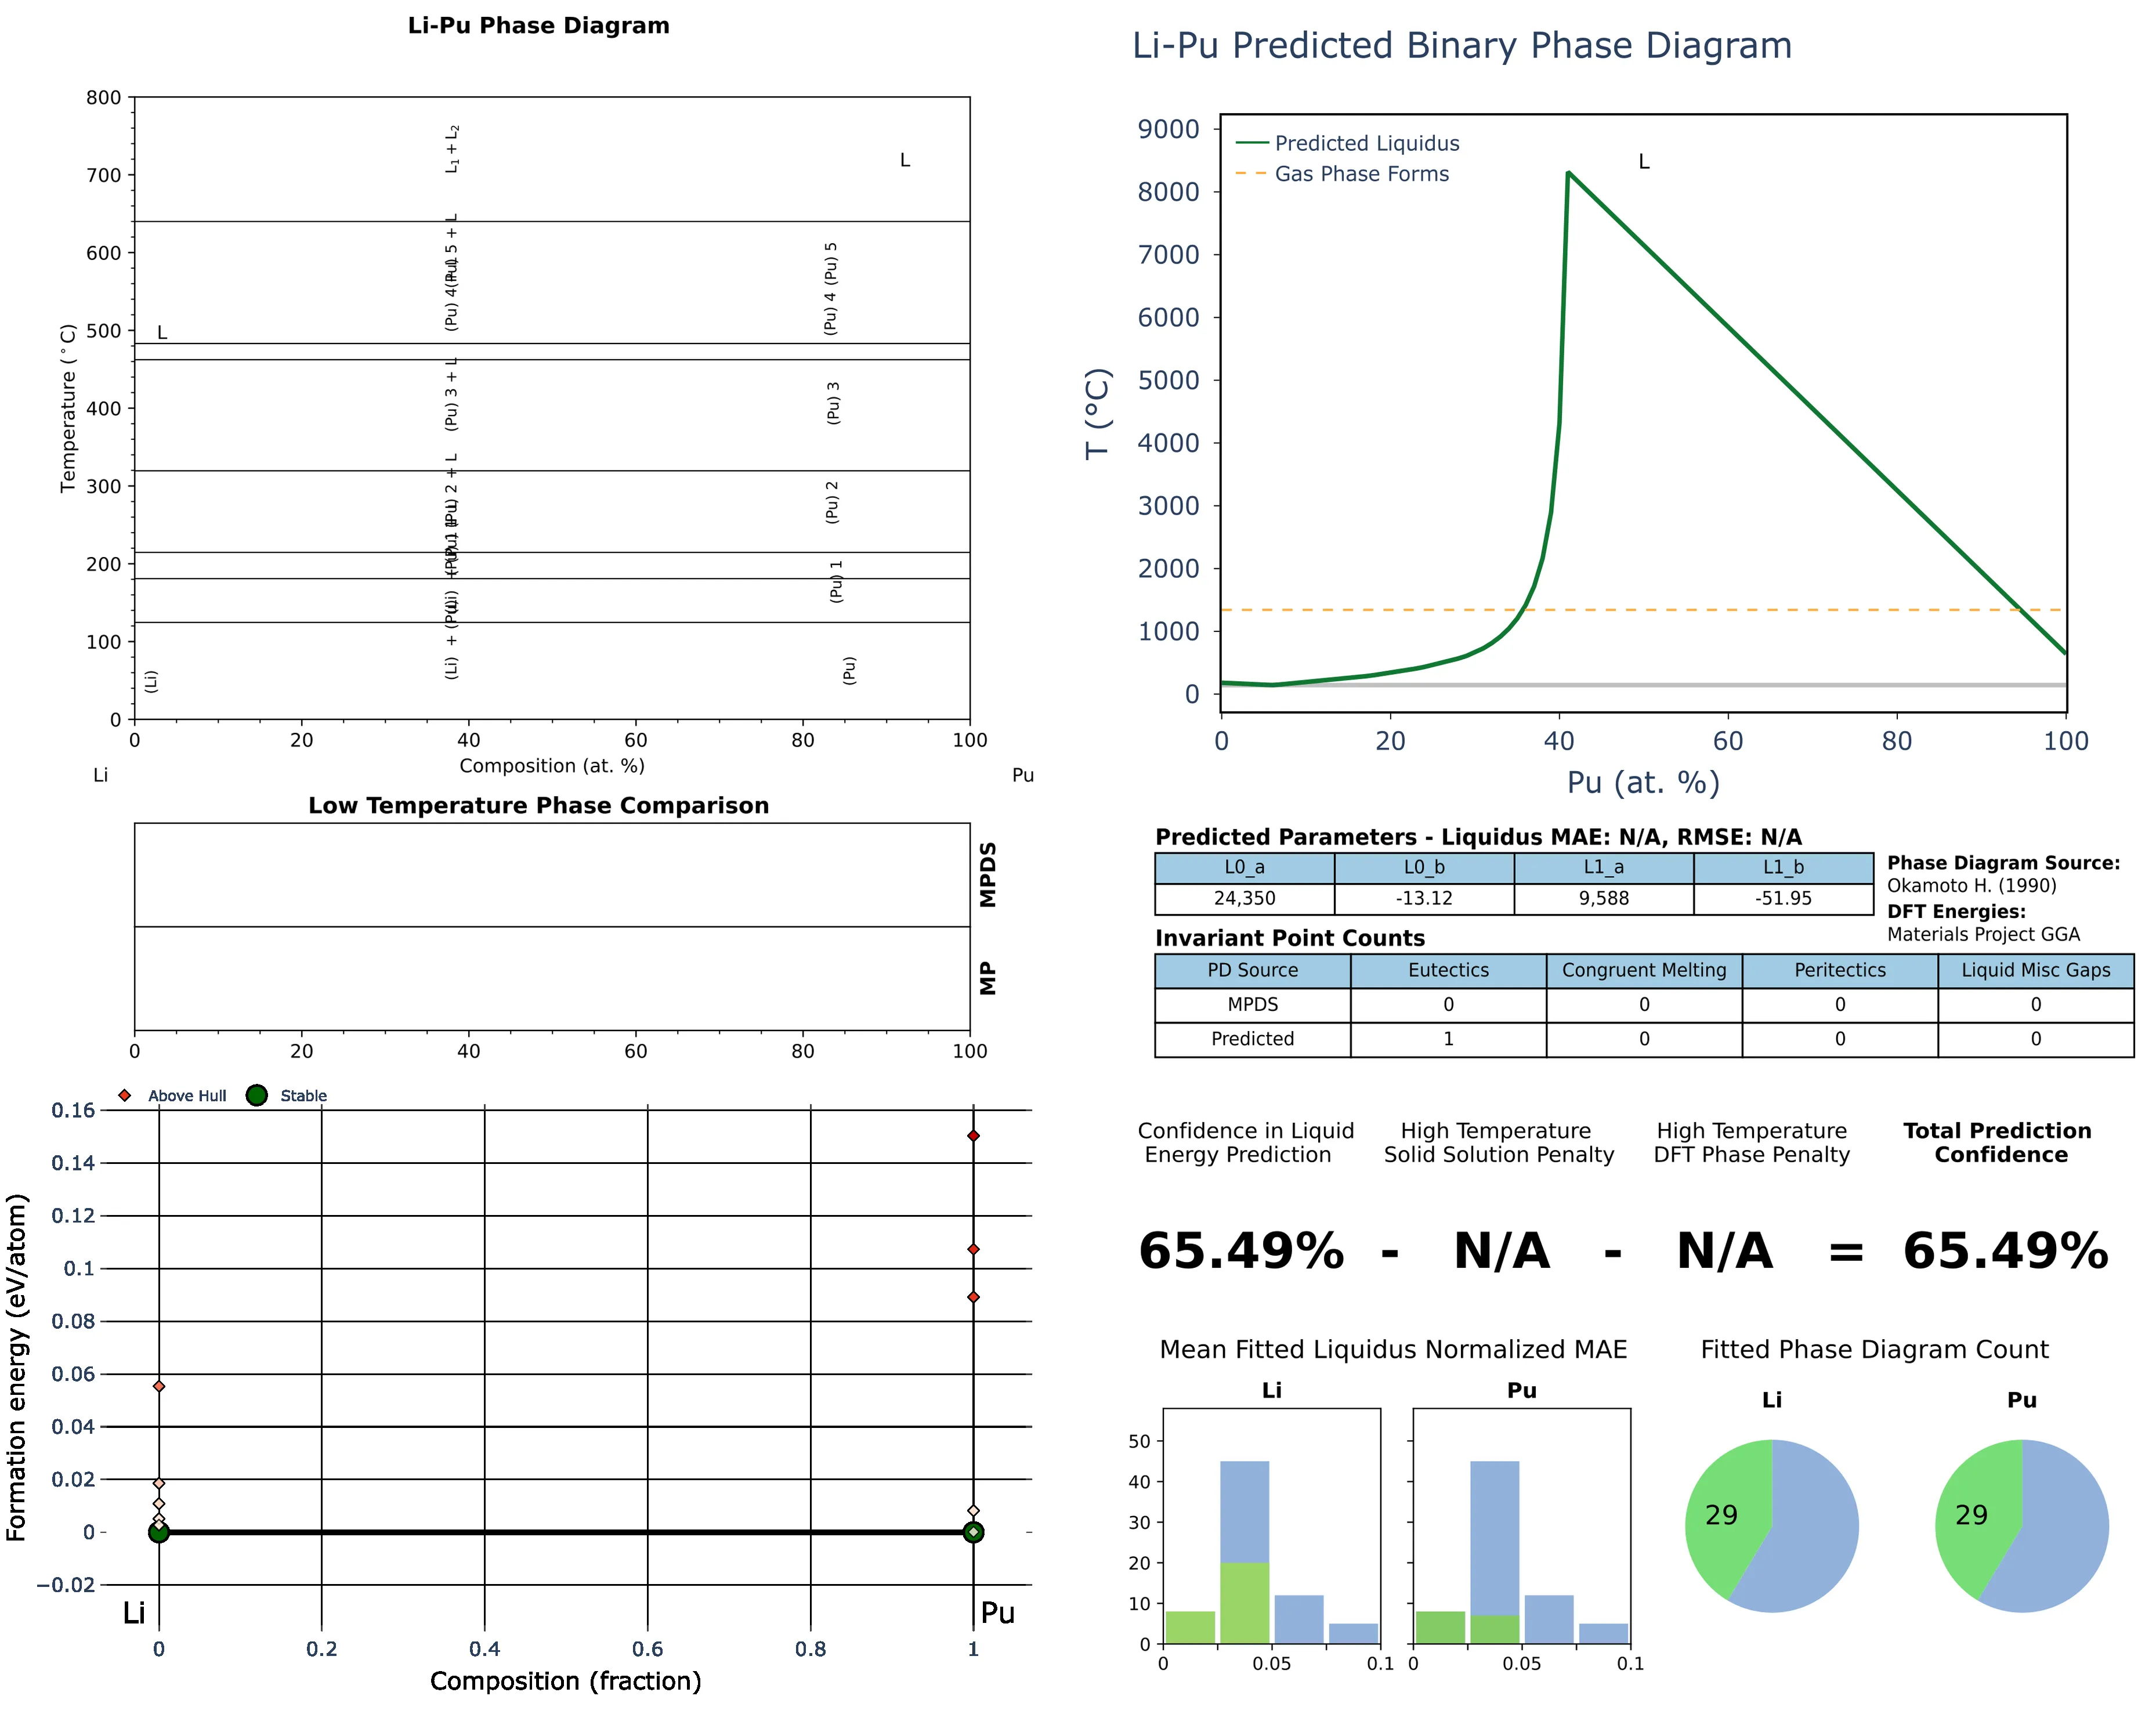 Li-Pu Phase Diagram
800
700
600
500
400
300
200
100
0
Temperature (°C)
L₁ + L₂
L
(Pu) 5 + L
(Pu) 5
(Pu) 4
L
(Pu) 3 + L
(Pu) 3
(Pu) 2 + L
(Pu) 2
(Pu) 1
(Li) + (Pu)
(Li)
(Pu)
0 20 40 60 80 100
Composition (at. %)
Li Pu
Low Temperature Phase Comparison
MPDS
MP
0 20 40 60 80 100
Above Hull Stable
0.16
0.14
0.12
0.1
0.08
0.06
0.04
0.02
0
−0.02
Formation energy (eV/atom)
Li Pu
0 0.2 0.4 0.6 0.8 1
Composition (fraction)
Li-Pu Predicted Binary Phase Diagram
9000
8000
7000
6000
5000
4000
3000
2000
1000
0
T (°C)
Predicted Liquidus
Gas Phase Forms
L
0 20 40 60 80 100
Pu (at. %)
Predicted Parameters - Liquidus MAE: N/A, RMSE: N/A
L0_a L0_b L1_a L1_b
24,350 -13.12 9,588 -51.95
Phase Diagram Source:
Okamoto H. (1990)
DFT Energies:
Materials Project GGA
Invariant Point Counts
PD Source Eutectics Congruent Melting Peritectics Liquid Misc Gaps
MPDS 0 0 0 0
Predicted 1 0 0 0
Confidence in Liquid
Energy Prediction
High Temperature
Solid Solution Penalty
High Temperature
DFT Phase Penalty
Total Prediction
Confidence
65.49% - N/A - N/A = 65.49%
Mean Fitted Liquidus Normalized MAE
Li Pu
50
40
30
20
10
0
0 0.05 0.1 0 0.05 0.1
Fitted Phase Diagram Count
Li Pu
29 29